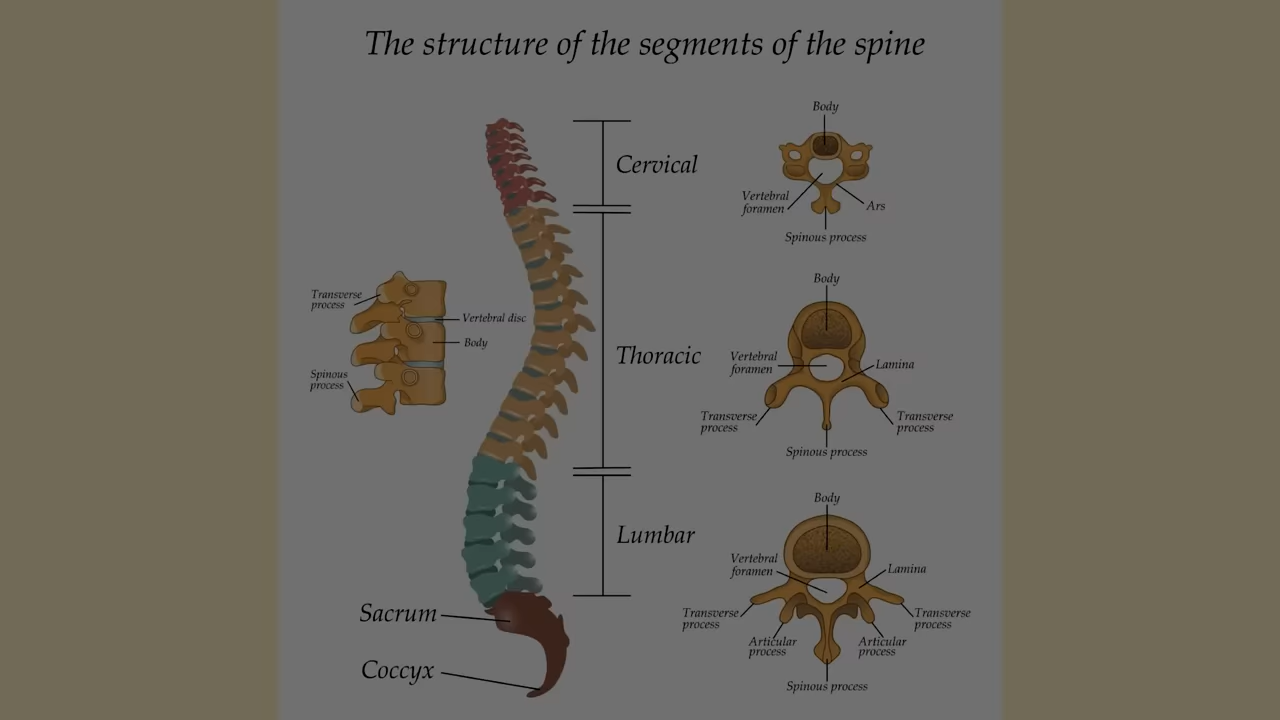 The structure of the segments of the spine
Cervical
Thoracic
Lumbar
Sacrum
Coccyx
Transverse
process
Vertebral disc
Body
Spinous
process
Body
Vertebral
foramen
Ars
Spinous process
Body
Vertebral
foramen
Lamina
Transverse
process
Transverse
process
Spinous process
Body
Vertebral
foramen
Lamina
Transverse
process
Transverse
process
Articular
process
Articular
process
Spinous process